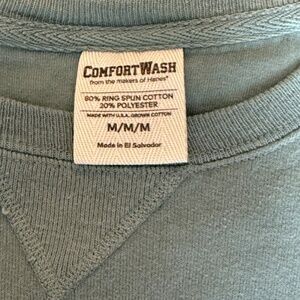 COMFORTWASH
from the makers of Hanes®
80% RING SPUN COTTON
20% POLYESTER
MADE WITH U.S.A. GROWN COTTON
M/M/M
Made in El Salvador